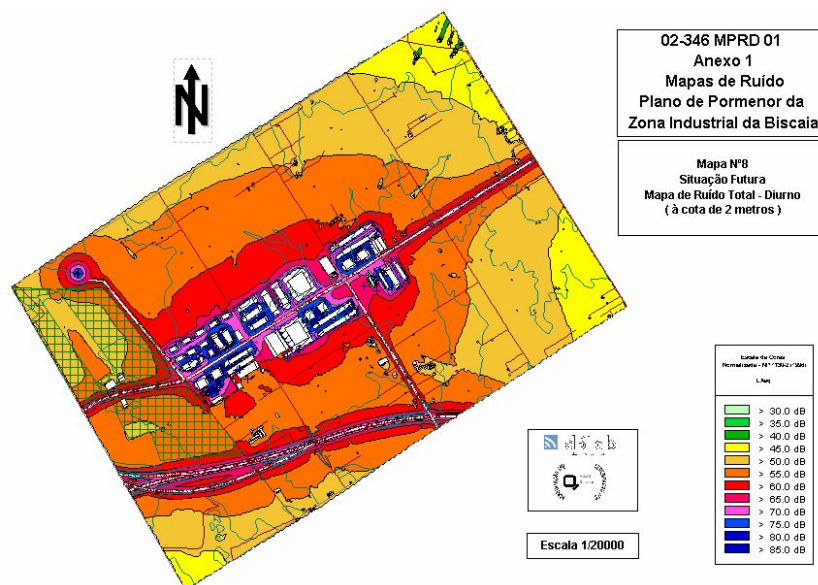 02-346 MPRD 01
Anexo 1
Mapas de Ruído
Plano de Pormenor da
Zona Industrial da Biscaia
Mapa Nº8
Situação Futura
Mapa de Ruído Total - Diurno
( à cota de 2 metros )
N
Escala de Cores
> 30.0 dB
> 35.0 dB
> 40.0 dB
> 45.0 dB
> 50.0 dB
> 55.0 dB
> 60.0 dB
> 65.0 dB
> 70.0 dB
> 75.0 dB
> 80.0 dB
> 85.0 dB
Escala 1/20000